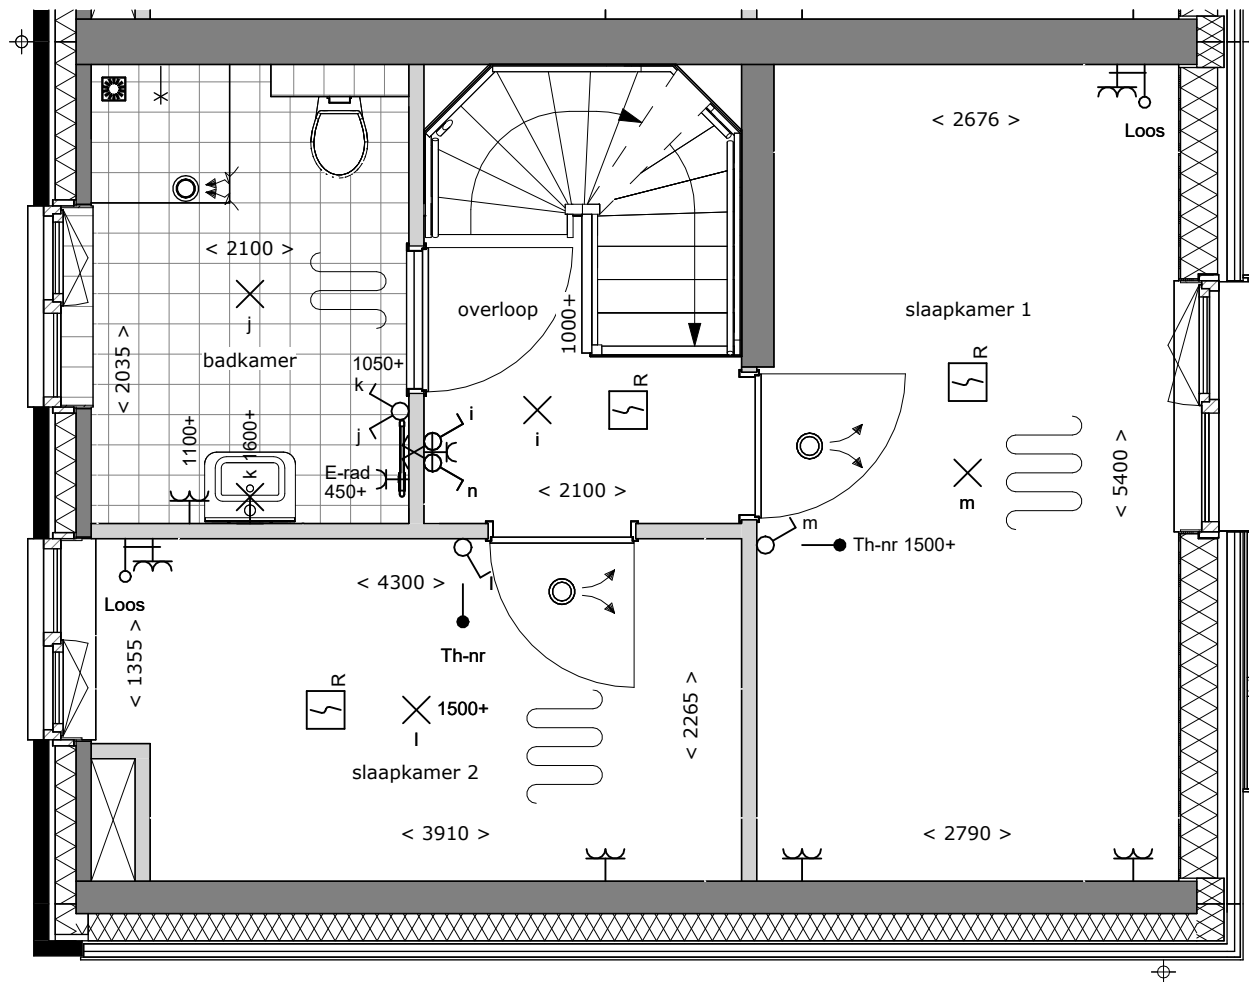 < 2676 >
Loos
< 2100 >
j
badkamer
< 2035 >
overloop
1000+
slaapkamer 1
R
R
1050+
k
j
i
n
i
1100+
k 1600+
E-rad
450+
< 2100 >
m
< 5400 >
m
Th-nr 1500+
< 4300 >
l
Loos
< 1355 >
Th-nr
R
1500+
l
< 2265 >
slaapkamer 2
< 3910 >
< 2790 >